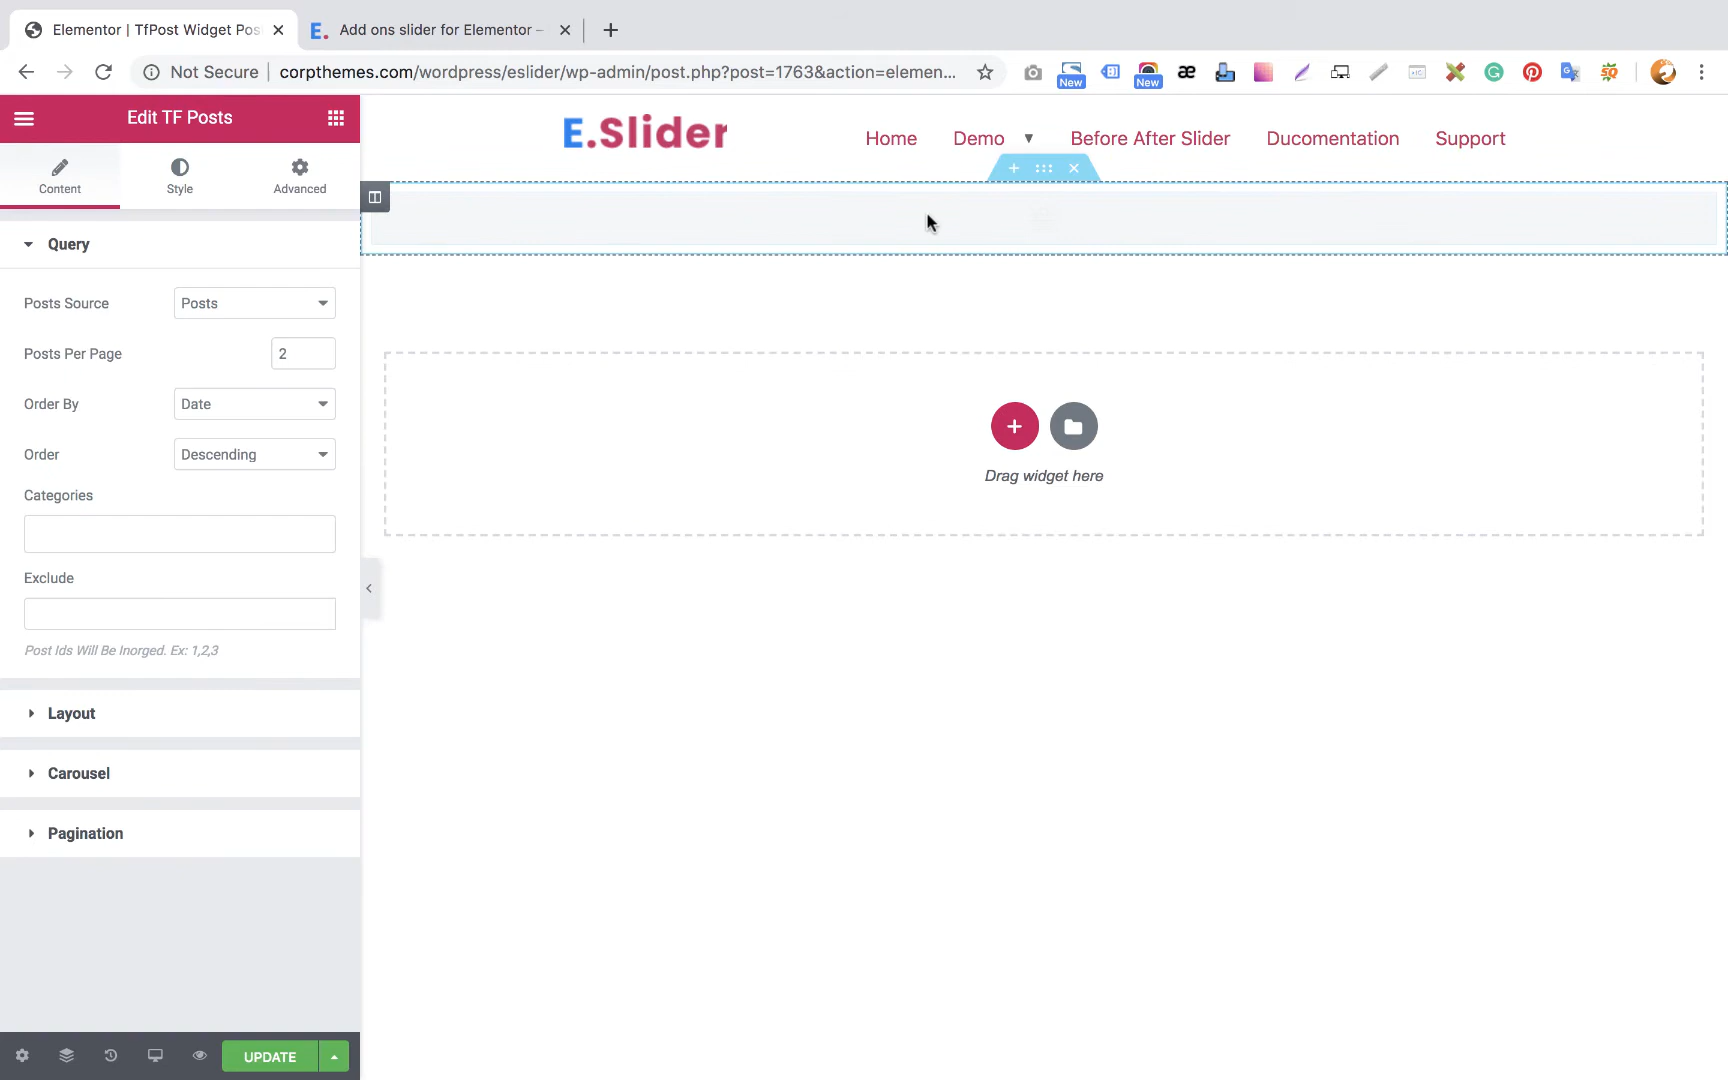 Elementor | TfPost Widget Pos
Add ons slider for Elementor –
Not Secure
corpthemes.com/wordpress/eslider/wp-admin/post.php?post=1763&action=elemen...
New
New
Edit TF Posts
Content
Style
Advanced
Query
Posts Source
Posts
Posts Per Page
2
Order By
Date
Order
Descending
Categories
Exclude
Post Ids Will Be Inorged. Ex: 1,2,3
Layout
Carousel
Pagination
UPDATE
E.Slider
Home
Demo
Before After Slider
Ducomentation
Support
Drag widget here